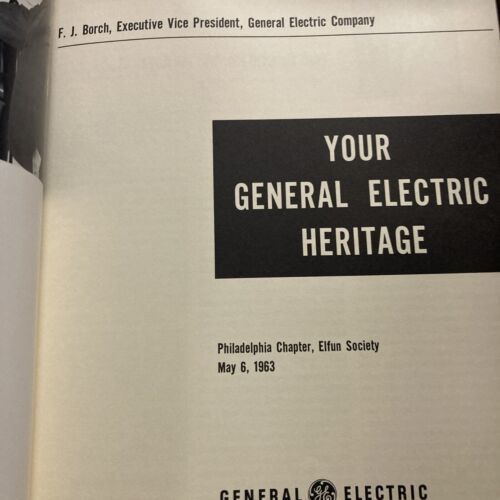 F. J. Borch, Executive Vice President, General Electric Company
YOUR
GENERAL ELECTRIC
HERITAGE
Philadelphia Chapter, Elfun Society
May 6, 1963
GENERAL GE ELECTRIC